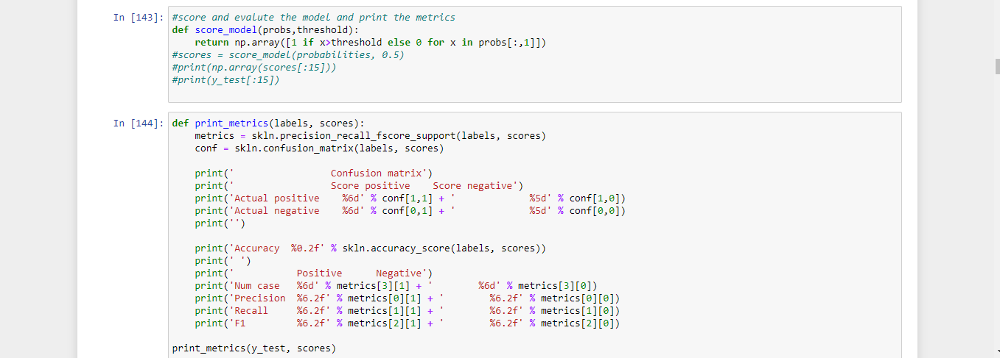 In [143]: #score and evalute the model and print the metrics
def score_model(probs,threshold):
    return np.array([1 if x>threshold else 0 for x in probs[:,1]])
#scores = score_model(probabilities, 0.5)
#print(np.array(scores[:15]))
#print(y_test[:15])
In [144]: def print_metrics(labels, scores):
    metrics = skln.precision_recall_fscore_support(labels, scores)
    conf = skln.confusion_matrix(labels, scores)
    print('                 Confusion matrix')
    print('                 Score positive    Score negative')
    print('Actual positive    %6d' % conf[1,1] + '             %5d' % conf[1,0])
    print('Actual negative    %6d' % conf[0,1] + '             %5d' % conf[0,0])
    print('')
    print('Accuracy  %0.2f' % skln.accuracy_score(labels, scores))
    print(' ')
    print('           Positive      Negative')
    print('Num case   %6d' % metrics[3][1] + '        %6d' % metrics[3][0])
    print('Precision  %6.2f' % metrics[0][1] + '        %6.2f' % metrics[0][0])
    print('Recall     %6.2f' % metrics[1][1] + '        %6.2f' % metrics[1][0])
    print('F1         %6.2f' % metrics[2][1] + '        %6.2f' % metrics[2][0])
print_metrics(y_test, scores)